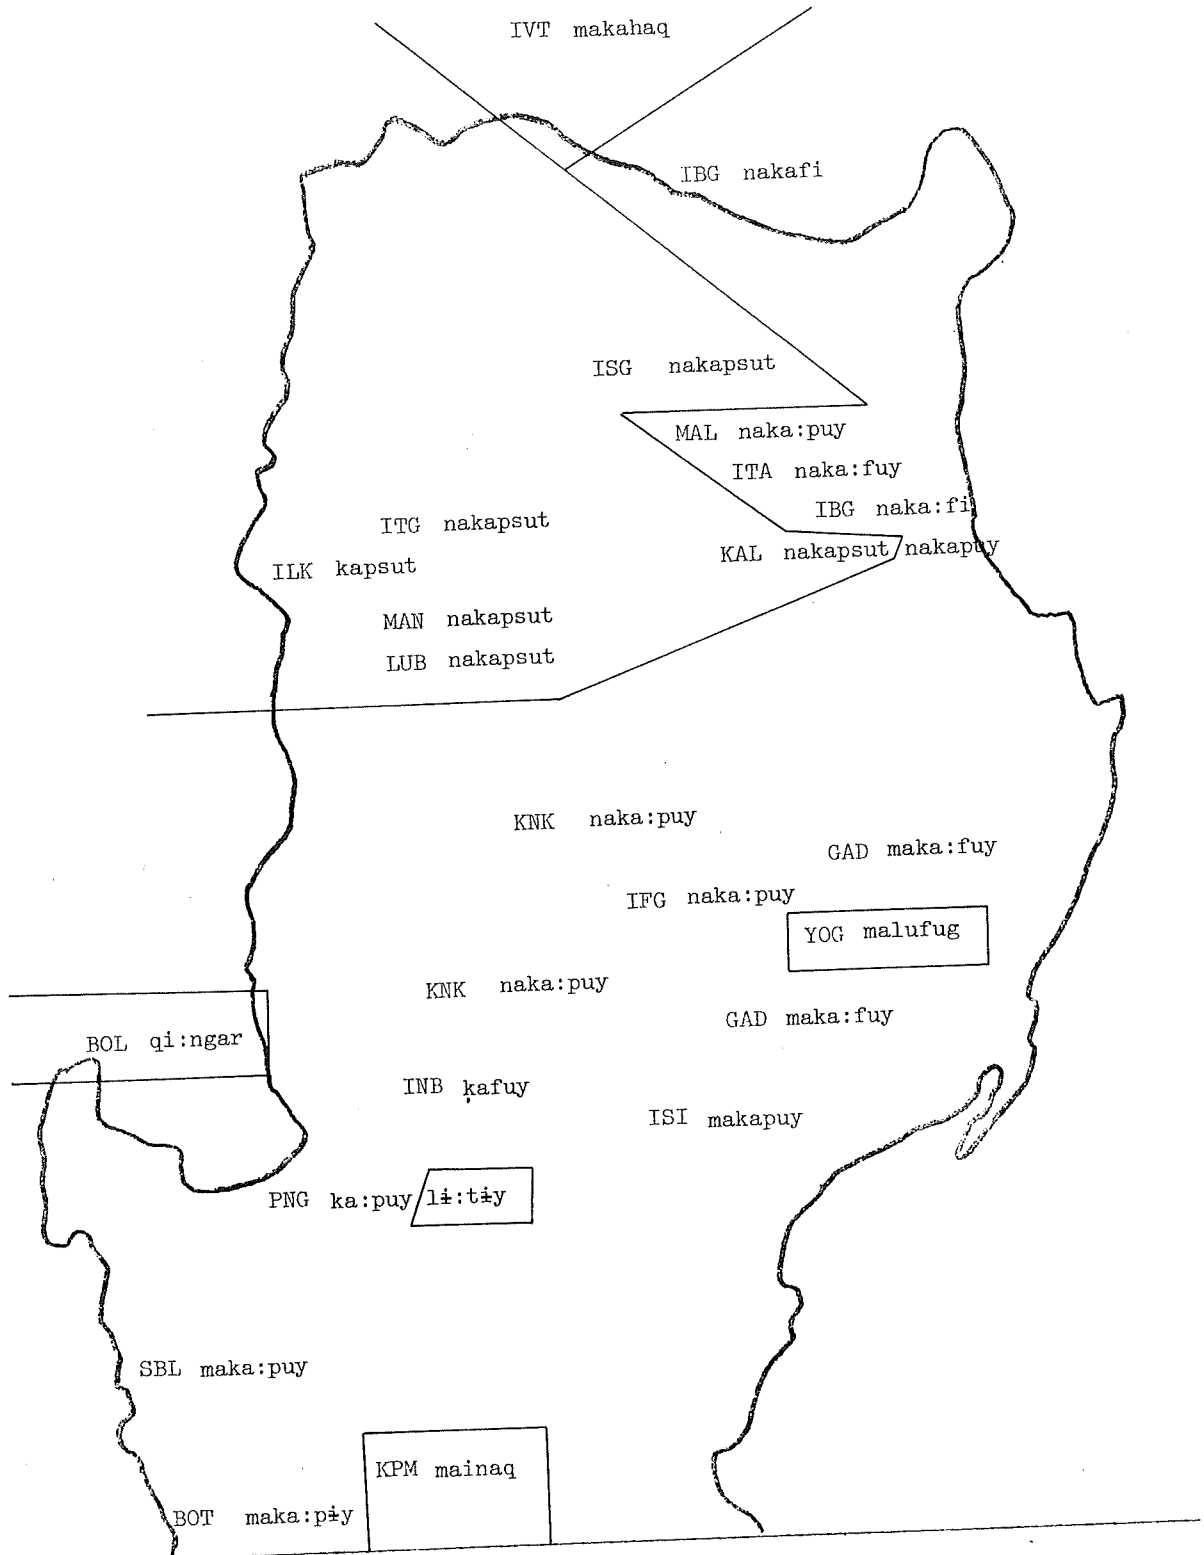 IVT makahaq
IBG nakafi
ISG nakapsut
MAL naka:puy
ITA naka:fuy
IBG naka:fi
ITG nakapsut
KAL nakapsut/nakapuy
ILK kapsut
MAN nakapsut
LUB nakapsut
KNK naka:puy
GAD maka:fuy
IFG naka:puy
YOG malufug
KNK naka:puy
GAD maka:fuy
BOL qi:ngar
INB ḳafuy
ISI makapuy
PNG ka:puy/lɨ:tɨy
SBL maka:puy
KPM mainaq
BOT maka:pɨy